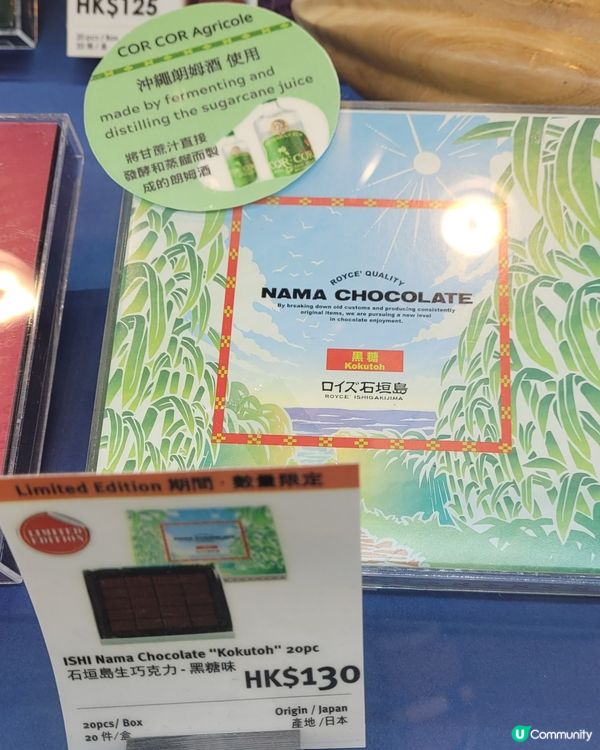 HK$125
COR COR Agricole
沖繩朗姆酒 使用
made by fermenting and
distilling the sugarcane juice
將甘蔗汁直接
發酵和蒸餾而製
成的朗姆酒
COR COR
ROYCE' QUALITY
NAMA CHOCOLATE
By breaking down old customs and producing consistently
original items, we are pursuing a new level
in chocolate enjoyment.
黒糖
Kokutoh
ロイズ石垣島
ROYCE' ISHIGAKIJIMA
Limited Edition 期間・數量限定
LIMITED
EDITION
NAMA CHOCOLATE
ISHI Nama Chocolate "Kokutoh" 20pc
石垣島生巧克力 - 黑糖味
HK$130
20pcs/ Box
20 件/盒
Origin / Japan
產地 /日本
U Community